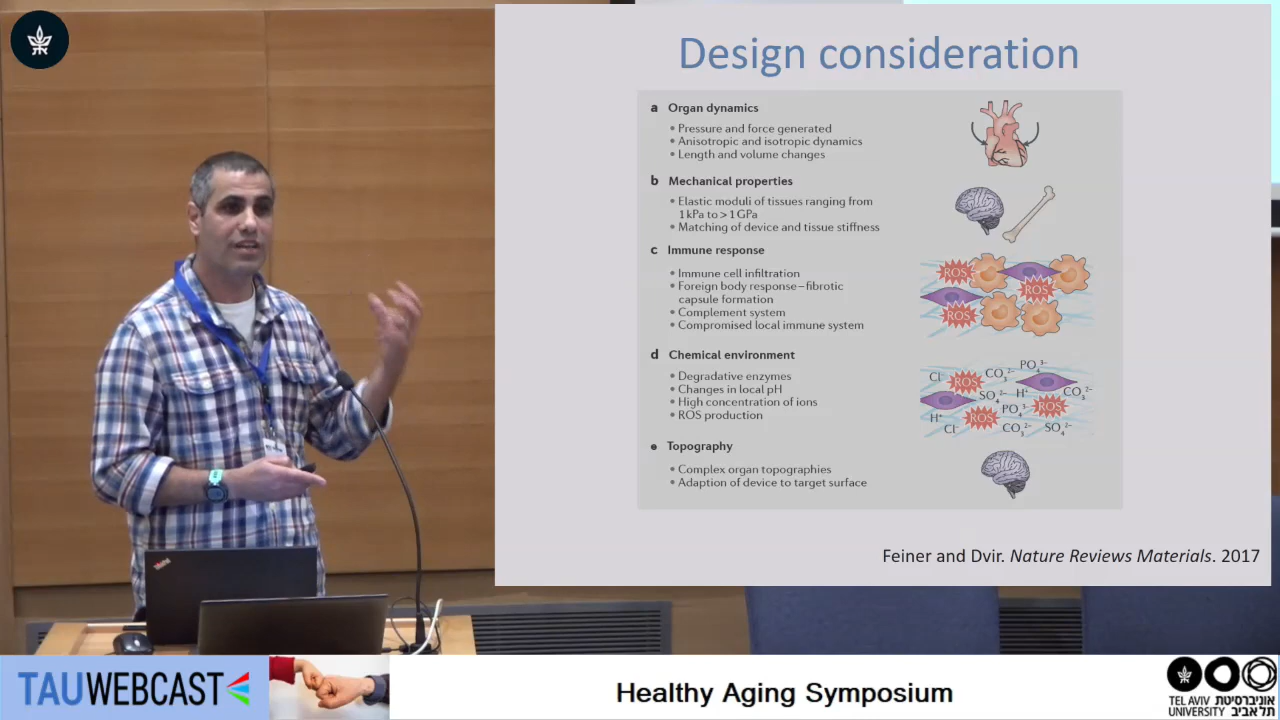 Design consideration
a Organ dynamics
• Pressure and force generated
• Anisotropic and isotropic dynamics
• Length and volume changes
b Mechanical properties
• Elastic moduli of tissues ranging from
1 kPa to > 1 GPa
• Matching of device and tissue stiffness
c Immune response
• Immune cell infiltration
• Foreign body response – fibrotic
capsule formation
• Complement system
• Compromised local immune system
ROS
ROS
ROS
d Chemical environment
• Degradative enzymes
• Changes in local pH
• High concentration of ions
• ROS production
Cl⁻ ROS CO₃²⁻ PO₄³⁻
SO₄²⁻ H⁺ CO₃²⁻
H⁺ ROS PO₄³⁻ ROS
Cl⁻ CO₃²⁻ SO₄²⁻
e Topography
• Complex organ topographies
• Adaption of device to target surface
Feiner and Dvir. Nature Reviews Materials. 2017
TAUWEBCAST
Healthy Aging Symposium
TEL AVIV אוניברסיטת
UNIVERSITY תל אביב